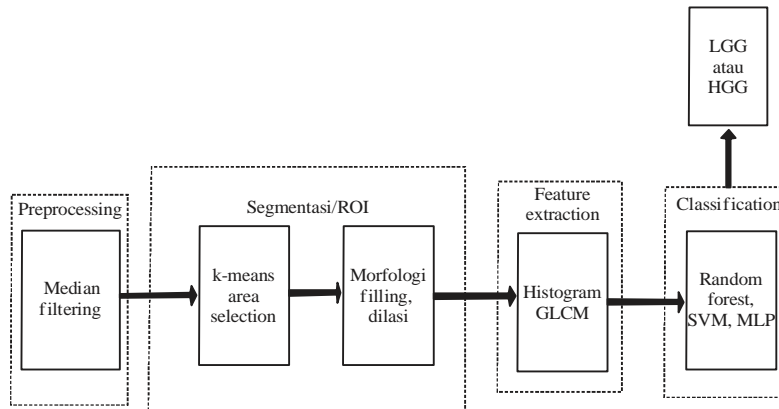 LGG
atau
HGG
Preprocessing
Median
filtering
Segmentasi/ROI
k-means
area
selection
Morfologi
filling,
dilasi
Feature
extraction
Histogram
GLCM
Classification
Random
forest,
SVM, MLP